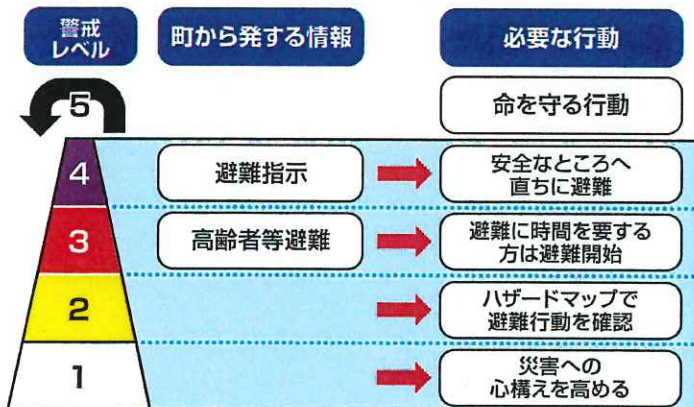 警戒
レベル
町から発する情報
必要な行動
5
命を守る行動
4
避難指示
安全なところへ
直ちに避難
3
高齢者等避難
避難に時間を要する
方は避難開始
2
ハザードマップで
避難行動を確認
1
災害への
心構えを高める